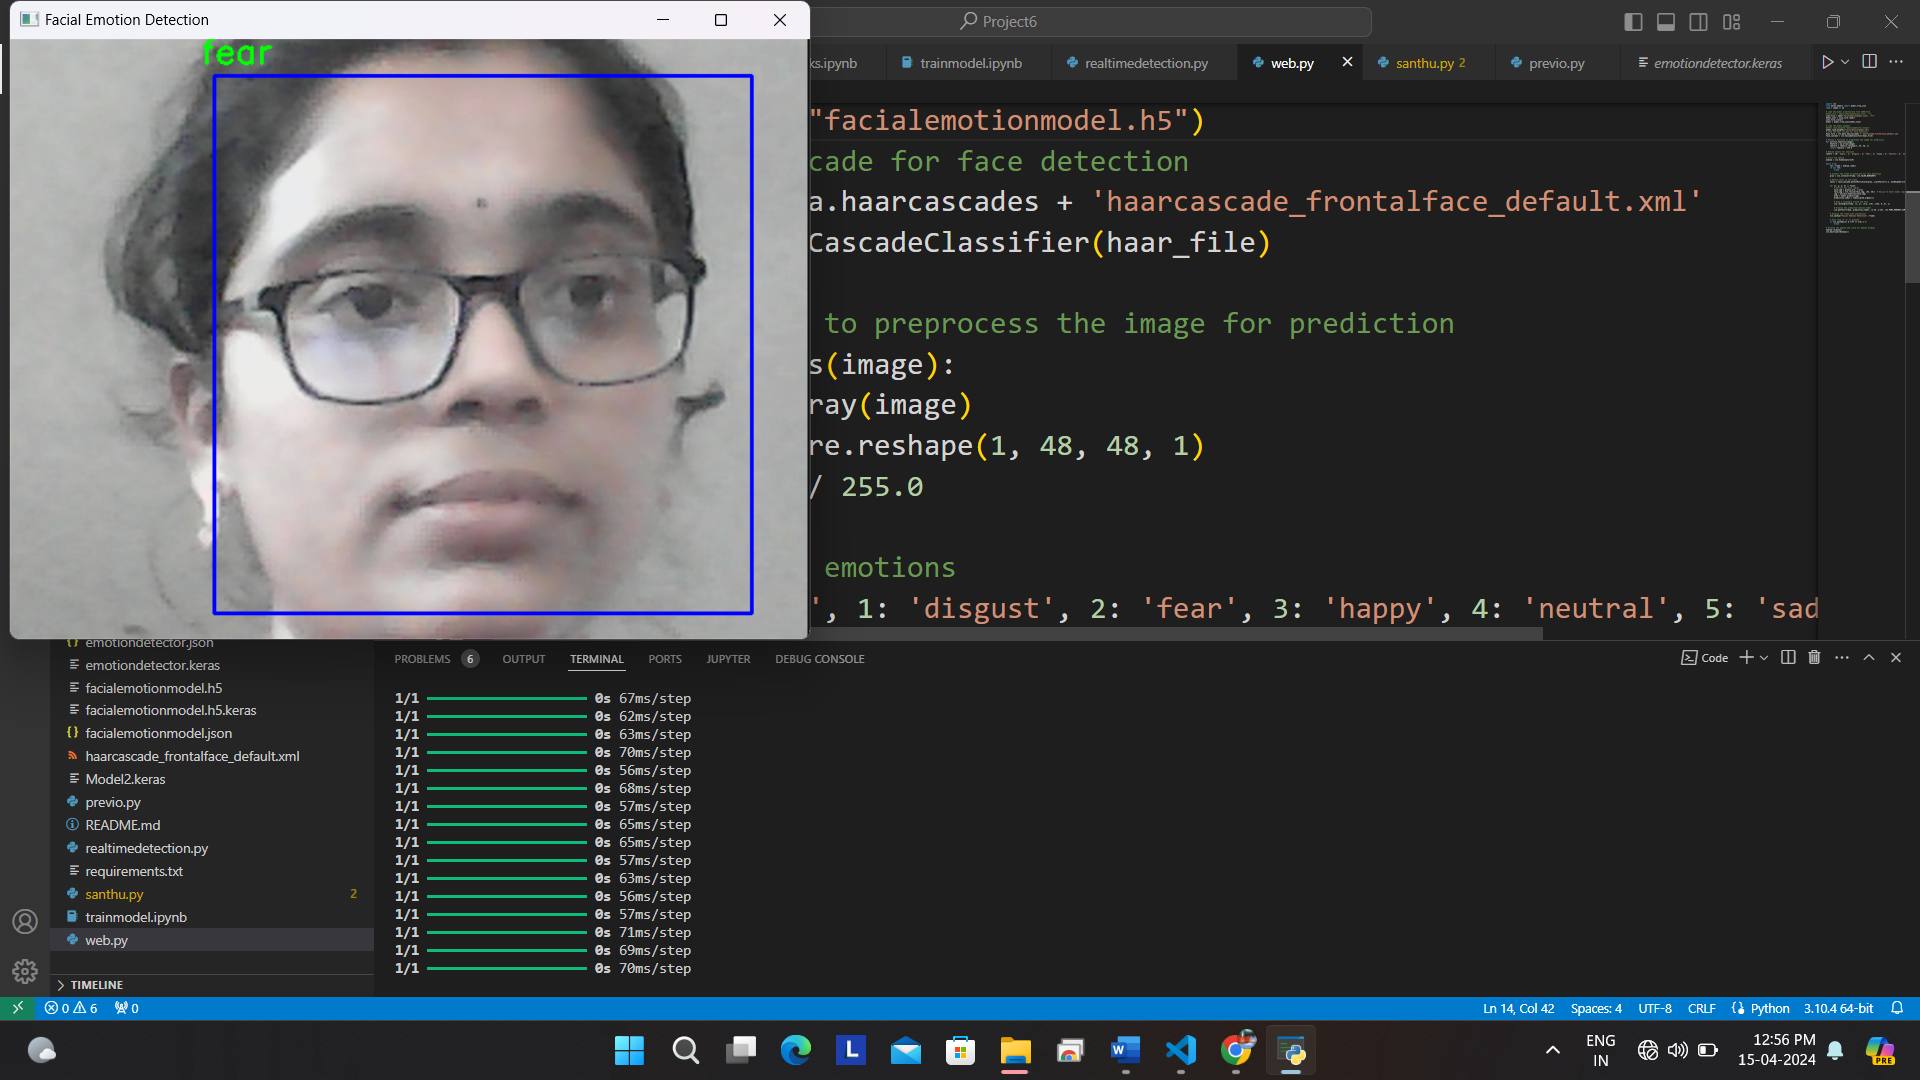 Facial Emotion Detection
fear
Project6
ks.ipynb
trainmodel.ipynb
realtimedetection.py
web.py
santhu.py 2
previo.py
emotiondetector.keras
"facialemotionmodel.h5")
cade for face detection
a.haarcascades + 'haarcascade_frontalface_default.xml'
CascadeClassifier(haar_file)
to preprocess the image for prediction
s(image):
ray(image)
re.reshape(1, 48, 48, 1)
/ 255.0
emotions
', 1: 'disgust', 2: 'fear', 3: 'happy', 4: 'neutral', 5: 'sad
emotiondetector.json
emotiondetector.keras
facialemotionmodel.h5
facialemotionmodel.h5.keras
facialemotionmodel.json
haarcascade_frontalface_default.xml
Model2.keras
previo.py
README.md
realtimedetection.py
requirements.txt
santhu.py 2
trainmodel.ipynb
web.py
TIMELINE
PROBLEMS 6 OUTPUT TERMINAL PORTS JUPYTER DEBUG CONSOLE
Code
1/1 0s 67ms/step
1/1 0s 62ms/step
1/1 0s 63ms/step
1/1 0s 70ms/step
1/1 0s 56ms/step
1/1 0s 68ms/step
1/1 0s 57ms/step
1/1 0s 65ms/step
1/1 0s 65ms/step
1/1 0s 57ms/step
1/1 0s 63ms/step
1/1 0s 56ms/step
1/1 0s 57ms/step
1/1 0s 71ms/step
1/1 0s 69ms/step
1/1 0s 70ms/step
0 6 0
Ln 14, Col 42 Spaces: 4 UTF-8 CRLF Python 3.10.4 64-bit
L
W
PRE
ENG
IN
12:56 PM
15-04-2024